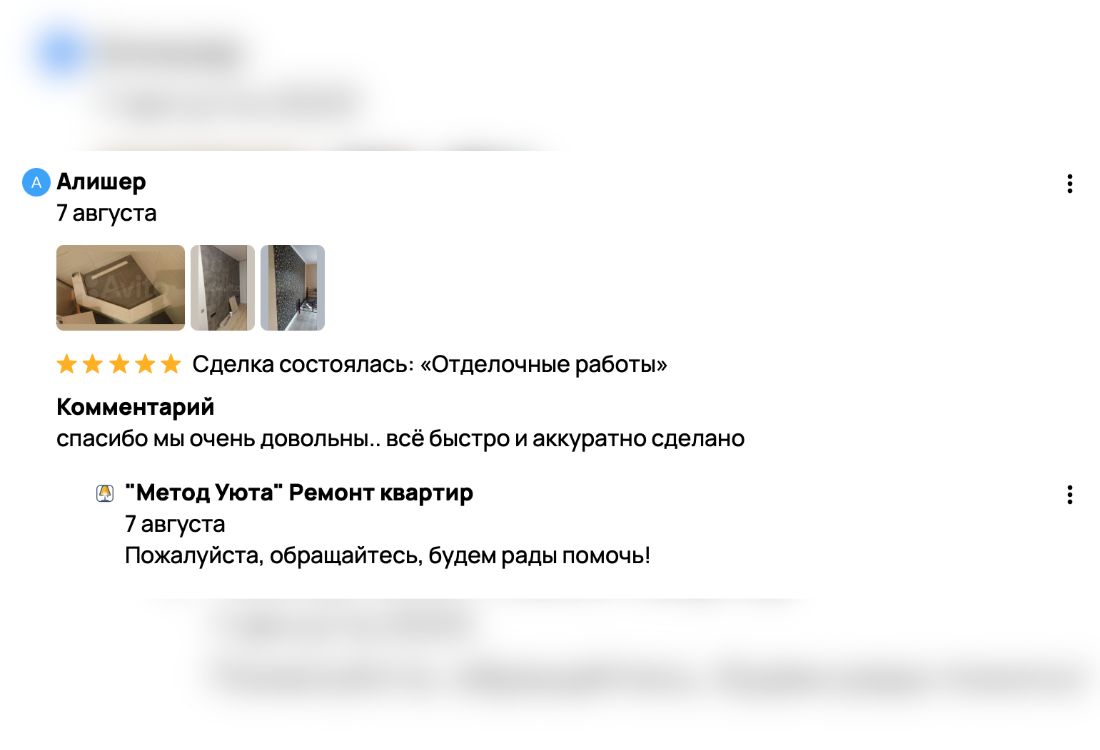 А
Алишер
7 августа
Avito
Сделка состоялась: «Отделочные работы»
Комментарий
спасибо мы очень довольны.. всё быстро и аккуратно сделано
"Метод Уюта" Ремонт квартир
7 августа
Пожалуйста, обращайтесь, будем рады помочь!